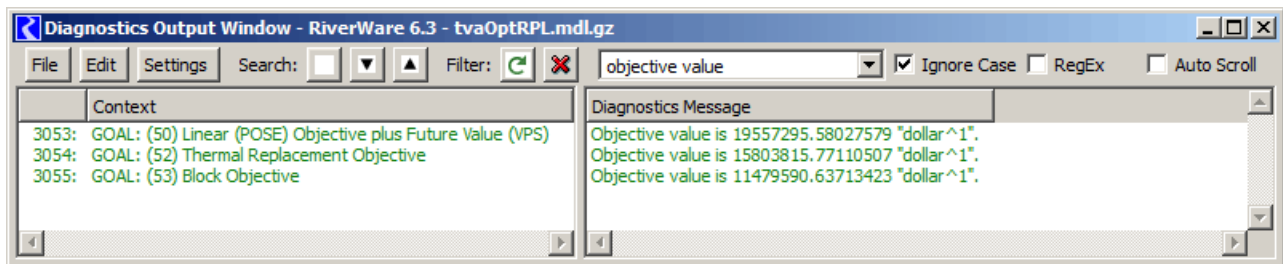 Diagnostics Output Window - RiverWare 6.3 - tvaOptRPL.mdl.gz
File Edit Settings Search: Filter: objective value Ignore Case RegEx Auto Scroll
Context Diagnostics Message
3053: GOAL: (50) Linear (POSE) Objective plus Future Value (VPS) Objective value is 19557295.58027579 "dollar^1".
3054: GOAL: (52) Thermal Replacement Objective Objective value is 15803815.77110507 "dollar^1".
3055: GOAL: (53) Block Objective Objective value is 11479590.63713423 "dollar^1".